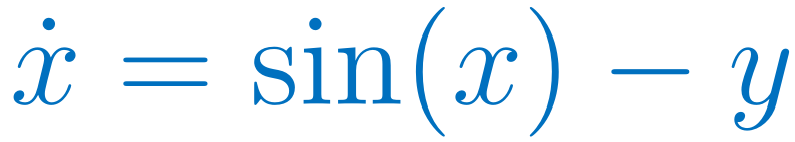 ẋ = sin(x) − y